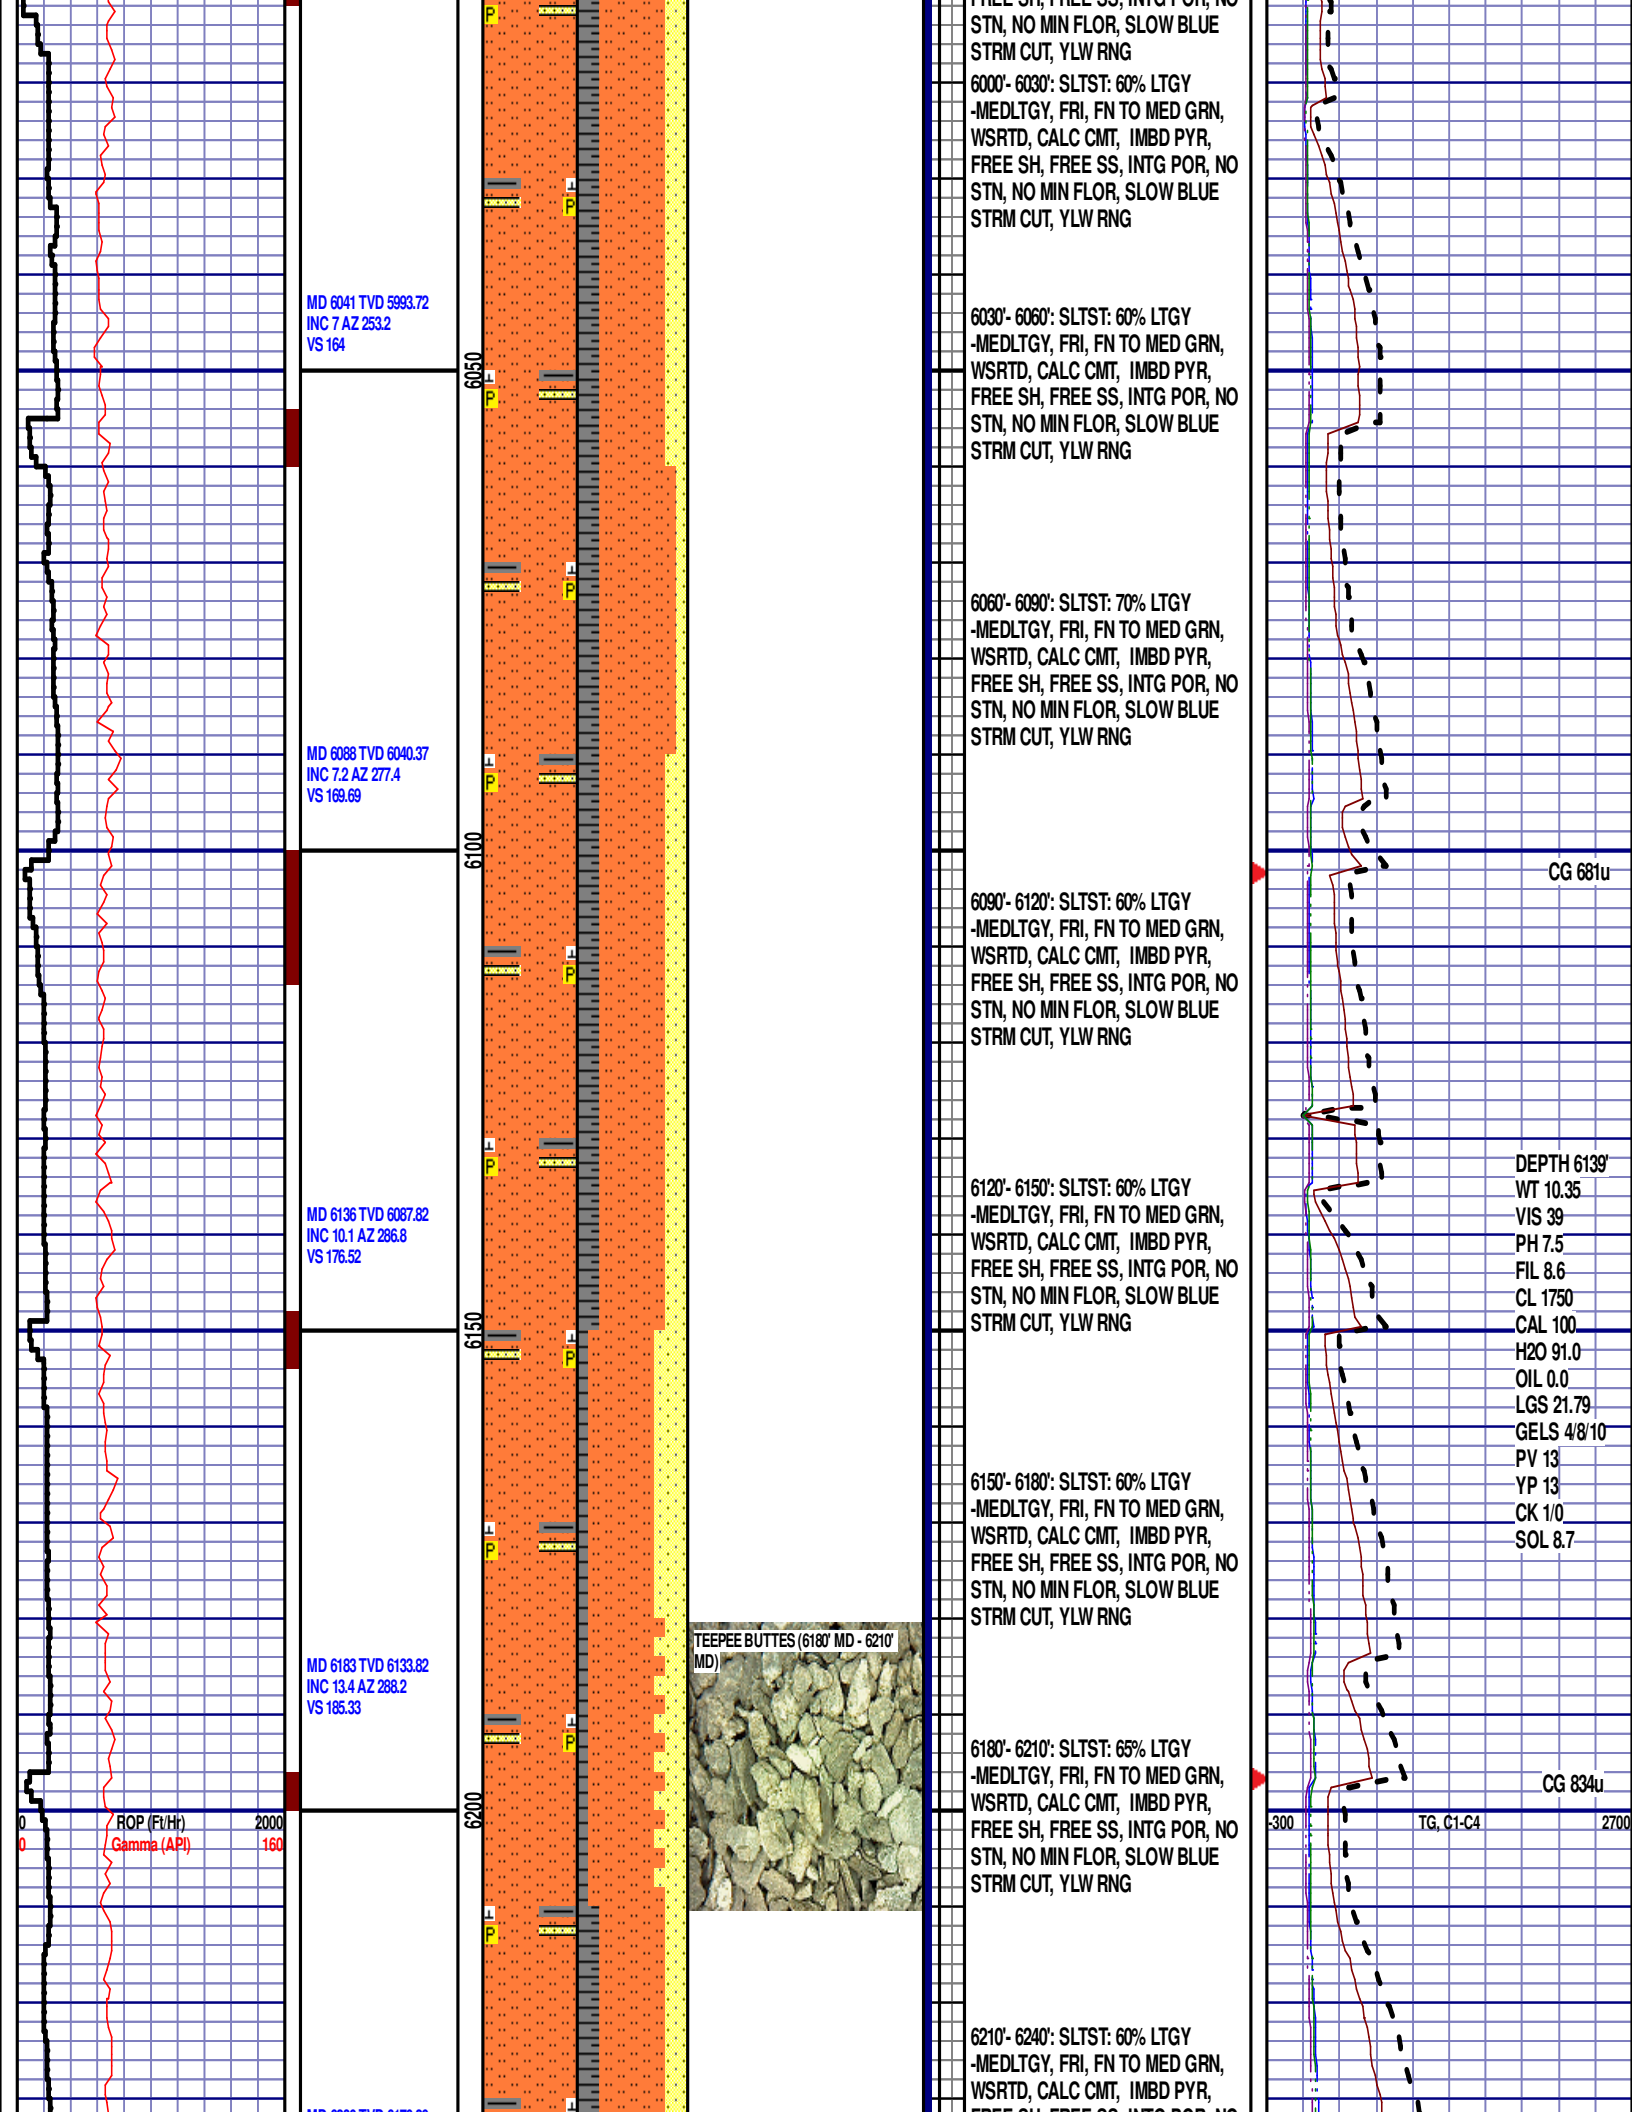 STN, NO MIN FLOR, SLOW BLUE
STRM CUT, YLW RNG
6000'- 6030': SLTST: 60% LTGY
-MEDLTGY, FRI, FN TO MED GRN,
WSRTD, CALC CMT, IMBD PYR,
FREE SH, FREE SS, INTG POR, NO
STN, NO MIN FLOR, SLOW BLUE
STRM CUT, YLW RNG
MD 6041 TVD 5993.72
INC 7 AZ 253.2
VS 164
6050
6030'- 6060': SLTST: 60% LTGY
-MEDLTGY, FRI, FN TO MED GRN,
WSRTD, CALC CMT, IMBD PYR,
FREE SH, FREE SS, INTG POR, NO
STN, NO MIN FLOR, SLOW BLUE
STRM CUT, YLW RNG
6060'- 6090': SLTST: 70% LTGY
-MEDLTGY, FRI, FN TO MED GRN,
WSRTD, CALC CMT, IMBD PYR,
FREE SH, FREE SS, INTG POR, NO
STN, NO MIN FLOR, SLOW BLUE
STRM CUT, YLW RNG
MD 6088 TVD 6040.37
INC 7.2 AZ 277.4
VS 169.69
6100
CG 681u
6090'- 6120': SLTST: 60% LTGY
-MEDLTGY, FRI, FN TO MED GRN,
WSRTD, CALC CMT, IMBD PYR,
FREE SH, FREE SS, INTG POR, NO
STN, NO MIN FLOR, SLOW BLUE
STRM CUT, YLW RNG
6120'- 6150': SLTST: 60% LTGY
-MEDLTGY, FRI, FN TO MED GRN,
WSRTD, CALC CMT, IMBD PYR,
FREE SH, FREE SS, INTG POR, NO
STN, NO MIN FLOR, SLOW BLUE
STRM CUT, YLW RNG
MD 6136 TVD 6087.82
INC 10.1 AZ 286.8
VS 176.52
6150
DEPTH 6139'
WT 10.35
VIS 39
PH 7.5
FIL 8.6
CL 1750
CAL 100
H2O 91.0
OIL 0.0
LGS 21.79
GELS 4/8/10
PV 13
YP 13
CK 1/0
SOL 8.7
6150'- 6180': SLTST: 60% LTGY
-MEDLTGY, FRI, FN TO MED GRN,
WSRTD, CALC CMT, IMBD PYR,
FREE SH, FREE SS, INTG POR, NO
STN, NO MIN FLOR, SLOW BLUE
STRM CUT, YLW RNG
TEEPEE BUTTES (6180' MD - 6210'
MD)
MD 6183 TVD 6133.82
INC 13.4 AZ 288.2
VS 185.33
6180'- 6210': SLTST: 65% LTGY
-MEDLTGY, FRI, FN TO MED GRN,
WSRTD, CALC CMT, IMBD PYR,
FREE SH, FREE SS, INTG POR, NO
STN, NO MIN FLOR, SLOW BLUE
STRM CUT, YLW RNG
CG 834u
6200
0 ROP (Ft/Hr) 2000
0 Gamma (API) 160
-300 TG, C1-C4 2700
6210'- 6240': SLTST: 60% LTGY
-MEDLTGY, FRI, FN TO MED GRN,
WSRTD, CALC CMT, IMBD PYR,